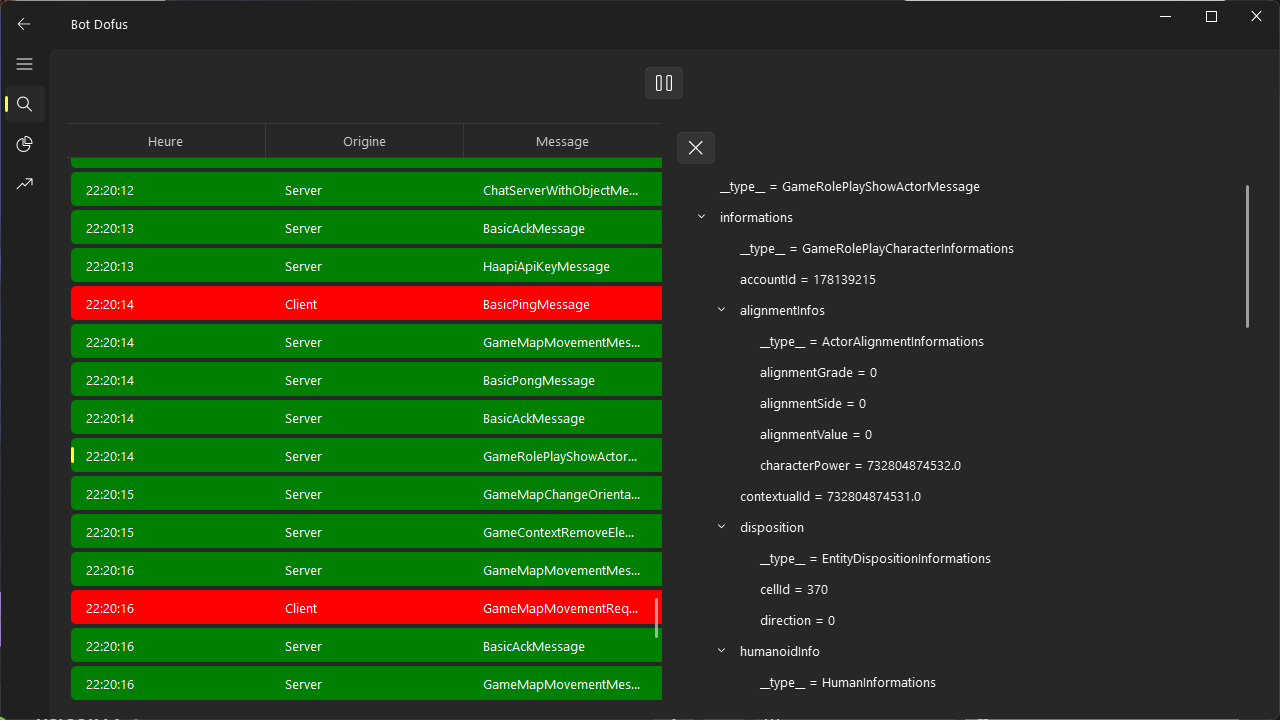 Bot Dofus
Heure Origine Message
22:20:12 Server ChatServerWithObjectMe...
22:20:13 Server BasicAckMessage
22:20:13 Server HaapiApiKeyMessage
22:20:14 Client BasicPingMessage
22:20:14 Server GameMapMovementMes...
22:20:14 Server BasicPongMessage
22:20:14 Server BasicAckMessage
22:20:14 Server GameRolePlayShowActor...
22:20:15 Server GameMapChangeOrienta...
22:20:15 Server GameContextRemoveEle...
22:20:16 Server GameMapMovementMes...
22:20:16 Client GameMapMovementReq...
22:20:16 Server BasicAckMessage
22:20:16 Server GameMapMovementMes...
__type__ = GameRolePlayShowActorMessage
informations
__type__ = GameRolePlayCharacterInformations
accountId = 178139215
alignmentInfos
__type__ = ActorAlignmentInformations
alignmentGrade = 0
alignmentSide = 0
alignmentValue = 0
characterPower = 732804874532.0
contextualId = 732804874531.0
disposition
__type__ = EntityDispositionInformations
cellId = 370
direction = 0
humanoidInfo
__type__ = HumanInformations